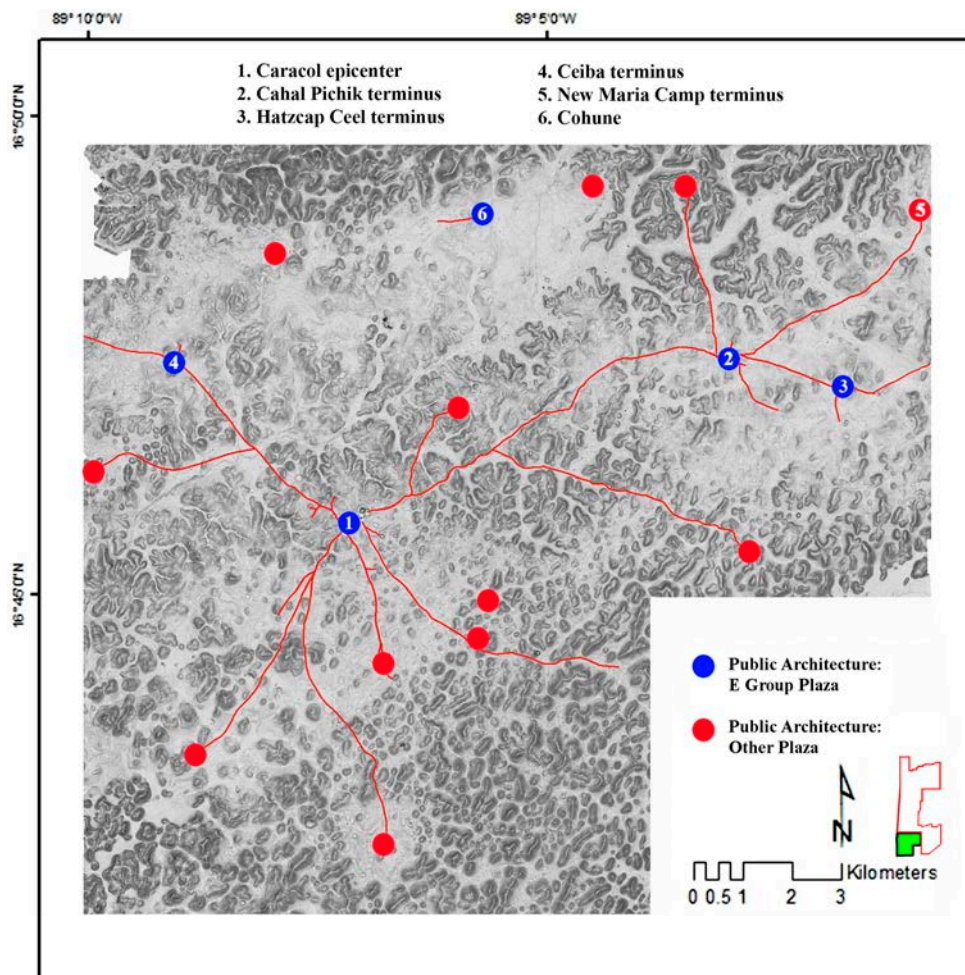 89°10'0"W
89°5'0"W
16°50'0"N
16°45'0"N
1. Caracol epicenter
2. Cahal Pichik terminus
3. Hatzcap Ceel terminus
4. Ceiba terminus
5. New Maria Camp terminus
6. Cohune
6
5
2
3
4
1
Public Architecture:
E Group Plaza
Public Architecture:
Other Plaza
N
Kilometers
0 0.5 1 2 3